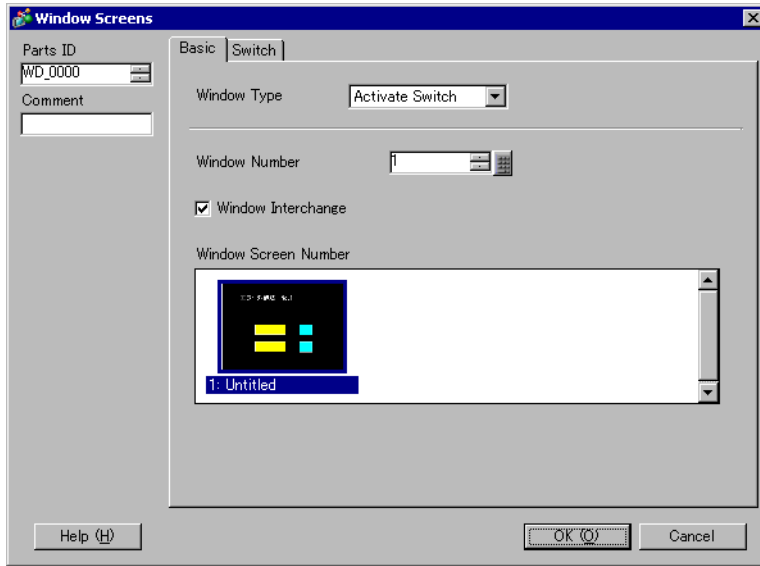 Window Screens
Parts ID
WD_0000
Comment
Basic
Switch
Window Type
Activate Switch
Window Number
1
Window Interchange
Window Screen Number
1: Untitled
Help (H)
OK (O)
Cancel